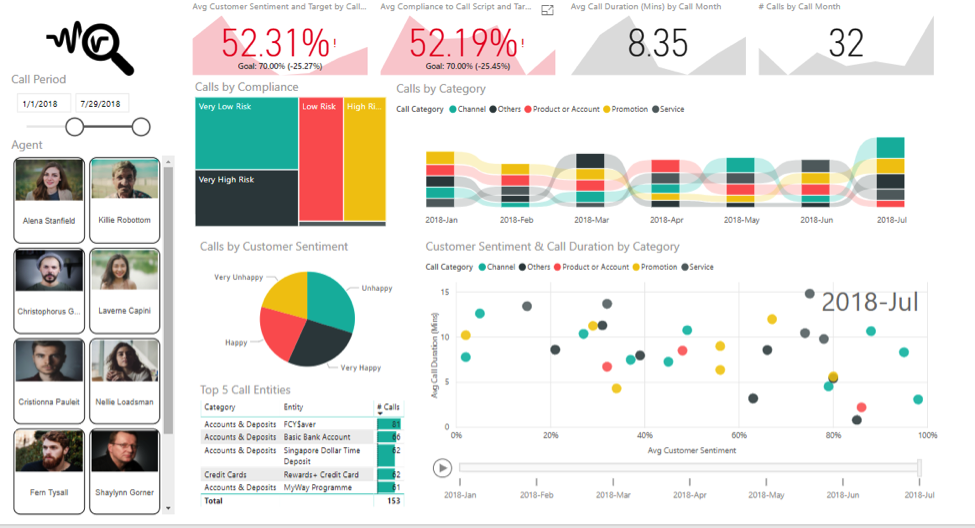 Avg Customer Sentiment and Target by Call...
Avg Compliance to Call Script and Tar...
Avg Call Duration (Mins) by Call Month
# Calls by Call Month
52.31%!
Goal: 70.00% (-25.27%)
52.19%!
Goal: 70.00% (-25.45%)
8.35
32
Call Period
1/1/2018
7/29/2018
Agent
Alena Stanfield
Killie Robottom
Christophorus G...
Laverne Capini
Cristionna Pauleit
Nellie Loadsman
Fern Tysall
Shaylynn Gorner
Calls by Compliance
Very Low Risk
Low Risk
High Ri...
Very High Risk
Calls by Category
Call Category
Channel
Others
Product or Account
Promotion
Service
2018-Jan
2018-Feb
2018-Mar
2018-Apr
2018-May
2018-Jun
2018-Jul
Calls by Customer Sentiment
Very Unhappy
Unhappy
Happy
Very Happy
Top 5 Call Entities
Category Entity # Calls
Accounts & Deposits FCY$aver 81
Accounts & Deposits Basic Bank Account 66
Accounts & Deposits Singapore Dollar Time 62
Deposit
Credit Cards Rewards+ Credit Card 62
Accounts & Deposits MyWay Programme 61
Total 153
Customer Sentiment & Call Duration by Category
Call Category
Channel
Others
Product or Account
Promotion
Service
2018-Jul
Avg Call Duration (Mins)
15
10
5
0
0%
20%
40%
60%
80%
100%
Avg Customer Sentiment
2018-Jan
2018-Feb
2018-Mar
2018-Apr
2018-May
2018-Jun
2018-Jul